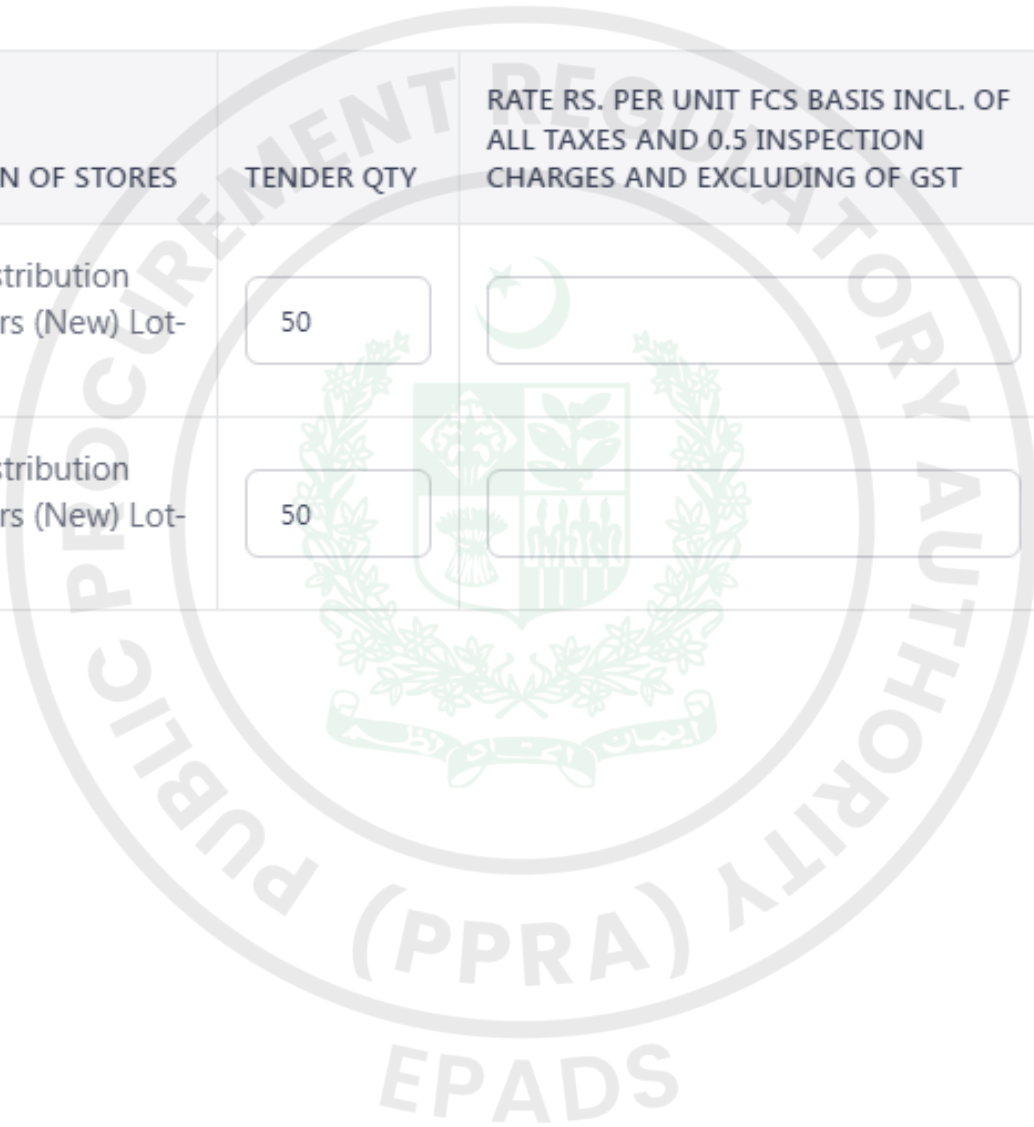 N OF STORES
TENDER QTY
RATE RS. PER UNIT FCS BASIS INCL. OF
ALL TAXES AND 0.5 INSPECTION
CHARGES AND EXCLUDING OF GST
stribution
rs (New) Lot-
50
stribution
rs (New) Lot-
50
PUBLIC PROCUREMENT REGULATORY AUTHORITY
(PPRA)
EPADS